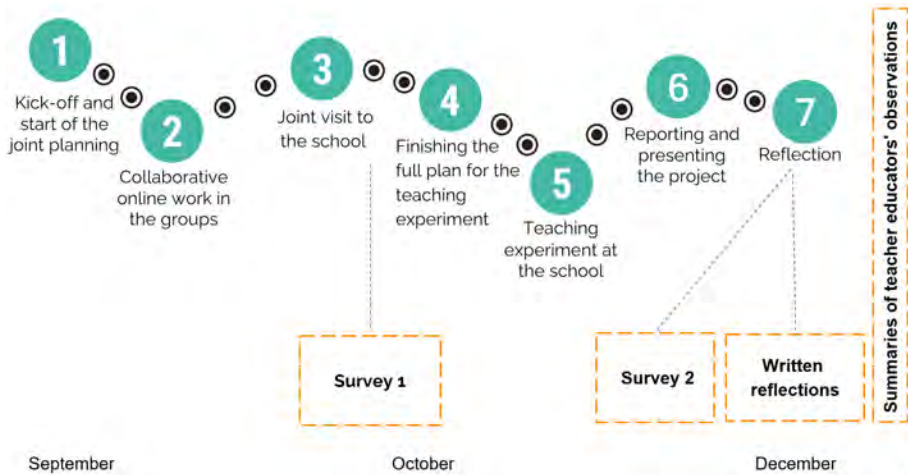 1
Kick-off and
start of the
joint planning
2
Collaborative
online work in
the groups
3
Joint visit to
the school
4
Finishing the
full plan for the
teaching
experiment
5
Teaching
experiment at
the school
6
Reporting and
presenting
the project
7
Reflection
Survey 1
Survey 2
Written
reflections
Summaries of teacher educators' observations
September
October
December